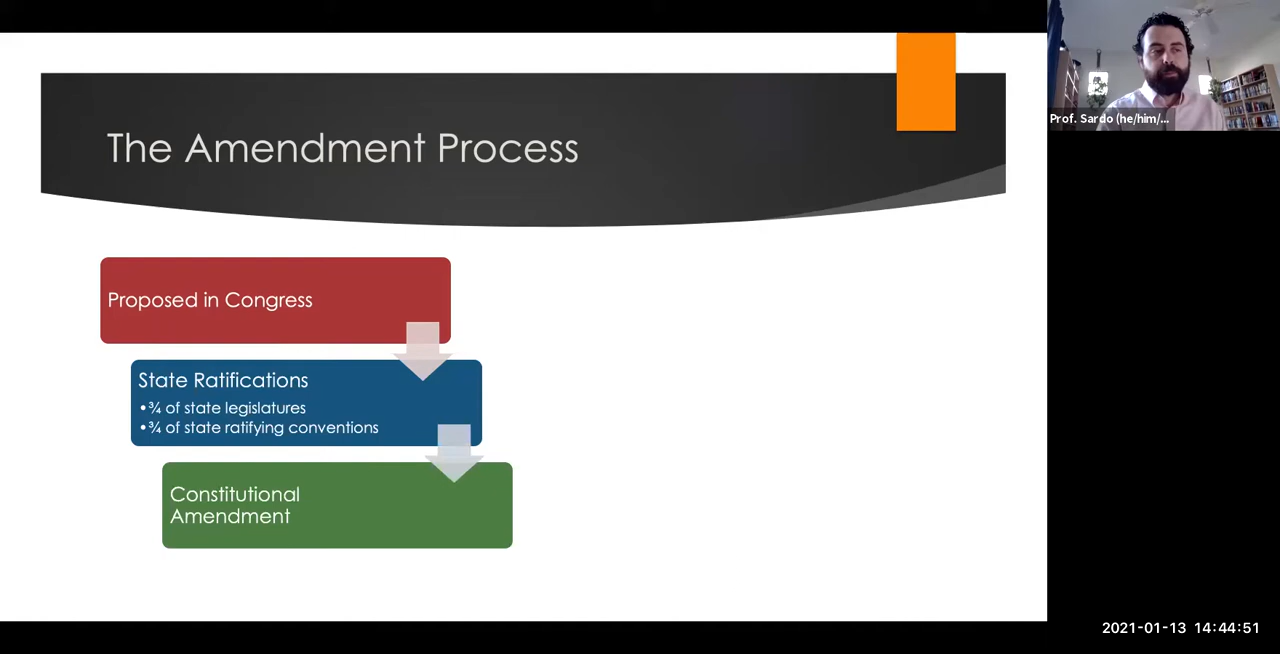 The Amendment Process
Proposed in Congress
State Ratifications
•¾ of state legislatures
•¾ of state ratifying conventions
Constitutional
Amendment
Prof. Sardo (he/him/...
2021-01-13 14:44:51